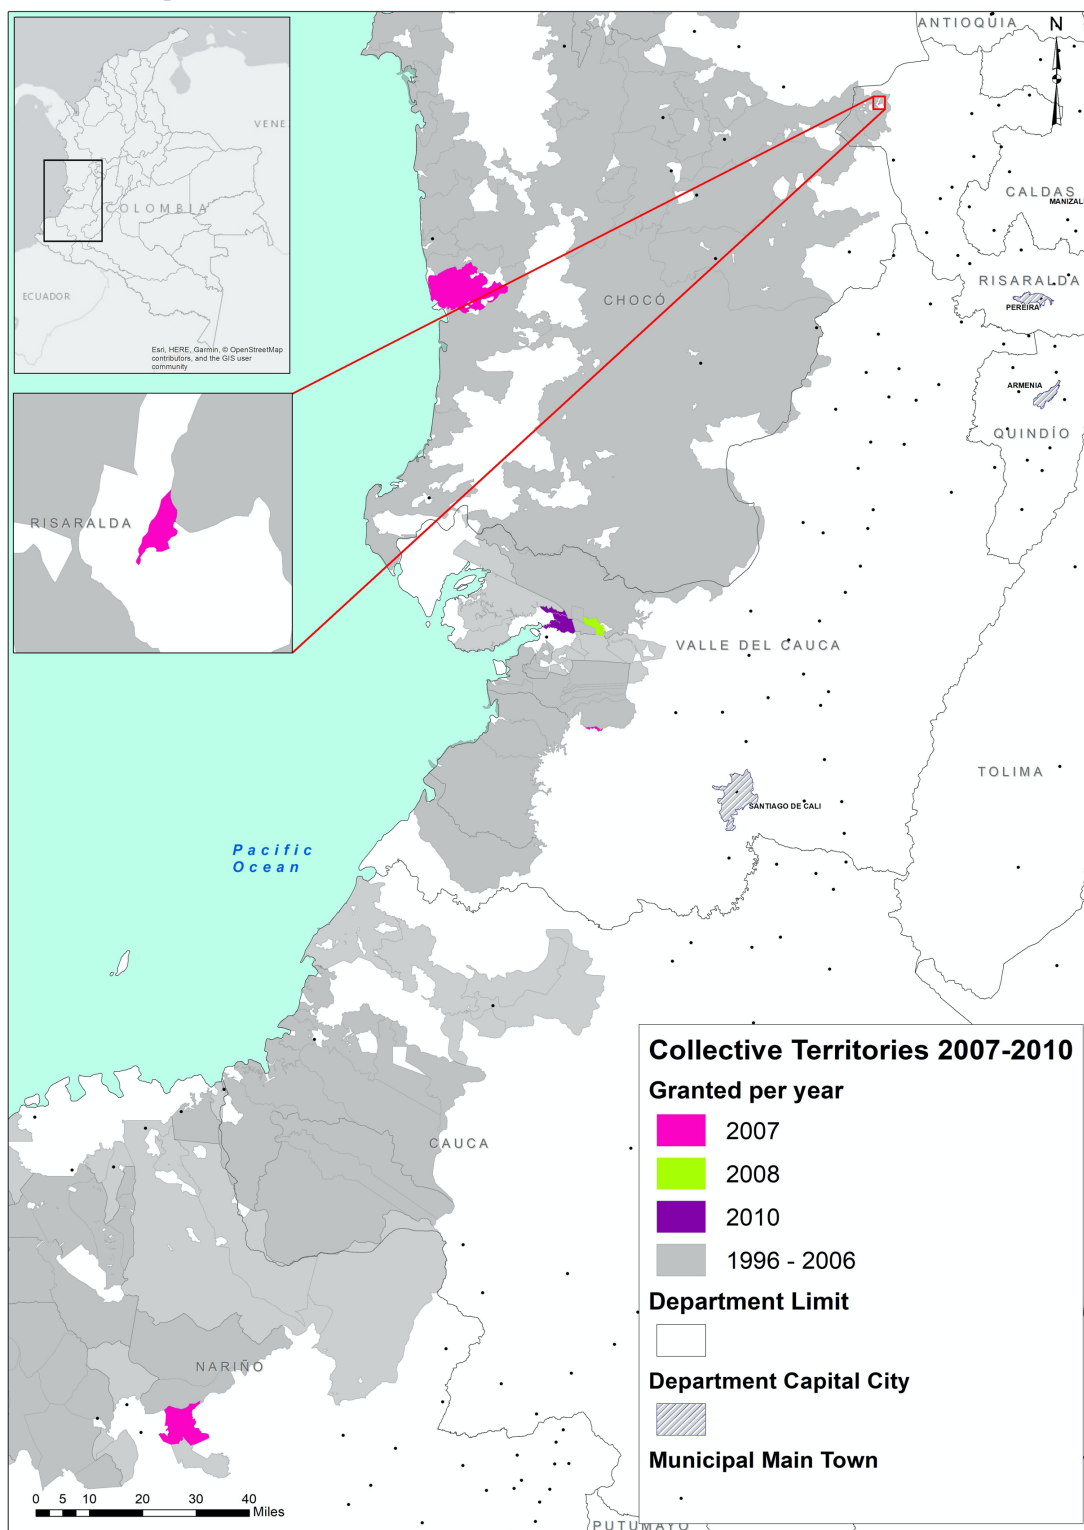 ANTIOQUIA
N
VENE
COLOMBIA
ECUADOR
Esri, HERE, Garmin, © OpenStreetMap
contributors, and the GIS user
community
CALDAS
MANIZAL
RISARALDA
PEREIRA
CHOCÓ
ARMENIA
QUINDÍO
RISARALDA
VALLE DEL CAUCA
TOLIMA
SANTIAGO DE CALI
Pacific
Ocean
CAUCA
NARIÑO
PUTUMAYO
Collective Territories 2007-2010
Granted per year
2007
2008
2010
1996 - 2006
Department Limit
Department Capital City
Municipal Main Town
0 5 10 20 30 40
Miles